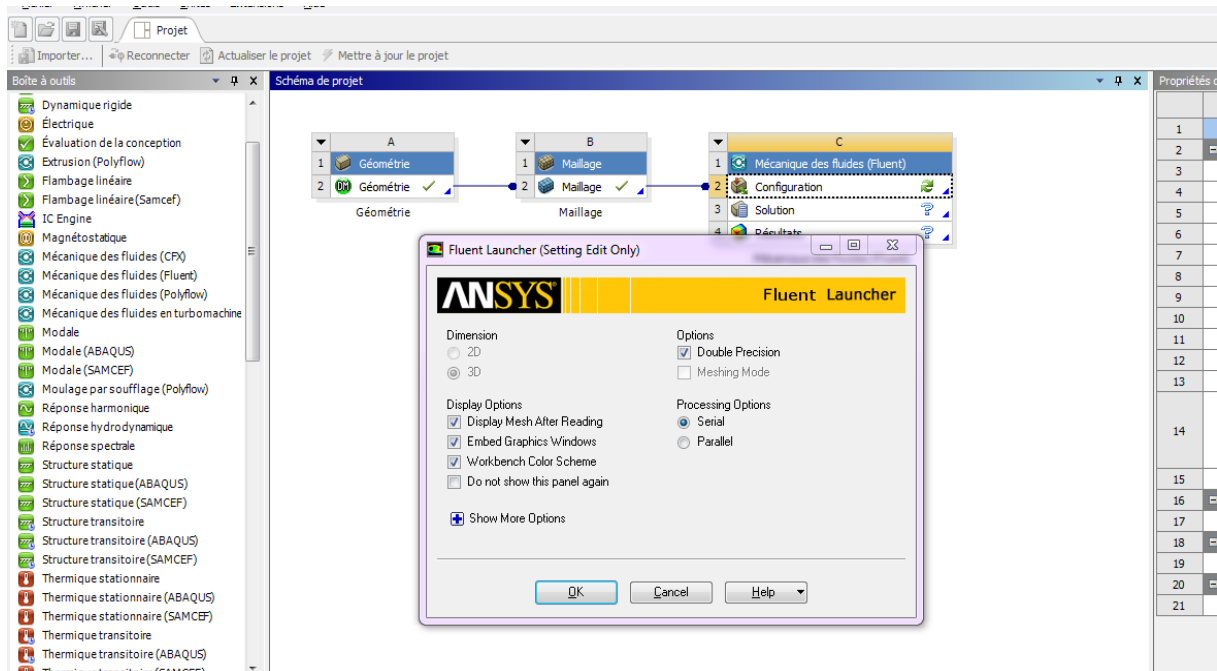 Projet
Importer... Reconnecter Actualiser le projet Mettre à jour le projet
Boîte à outils
Dynamique rigide
Électrique
Évaluation de la conception
Extrusion (Polyflow)
Flambage linéaire
Flambage linéaire (Samcef)
IC Engine
Magnétostatique
Mécanique des fluides (CFX)
Mécanique des fluides (Fluent)
Mécanique des fluides (Polyflow)
Mécanique des fluides en turbomachine
Modale
Modale (ABAQUS)
Modale (SAMCEF)
Moulage par soufflage (Polyflow)
Réponse harmonique
Réponse hydrodynamique
Réponse spectrale
Structure statique
Structure statique (ABAQUS)
Structure statique (SAMCEF)
Structure transitoire
Structure transitoire (ABAQUS)
Structure transitoire (SAMCEF)
Thermique stationnaire
Thermique stationnaire (ABAQUS)
Thermique stationnaire (SAMCEF)
Thermique transitoire
Thermique transitoire (ABAQUS)
Schéma de projet
A
1 Géométrie
2 DM Géométrie
Géométrie
B
1 Maillage
2 Maillage
Maillage
C
1 Mécanique des fluides (Fluent)
2 Configuration
3 Solution
4 Résultats
Fluent Launcher (Setting Edit Only)
ANSYS Fluent Launcher
Dimension
2D
3D
Options
Double Precision
Meshing Mode
Display Options
Display Mesh After Reading
Embed Graphics Windows
Workbench Color Scheme
Do not show this panel again
Processing Options
Serial
Parallel
Show More Options
OK Cancel Help
Propriétés
1
2
3
4
5
6
7
8
9
10
11
12
13
14
15
16
17
18
19
20
21